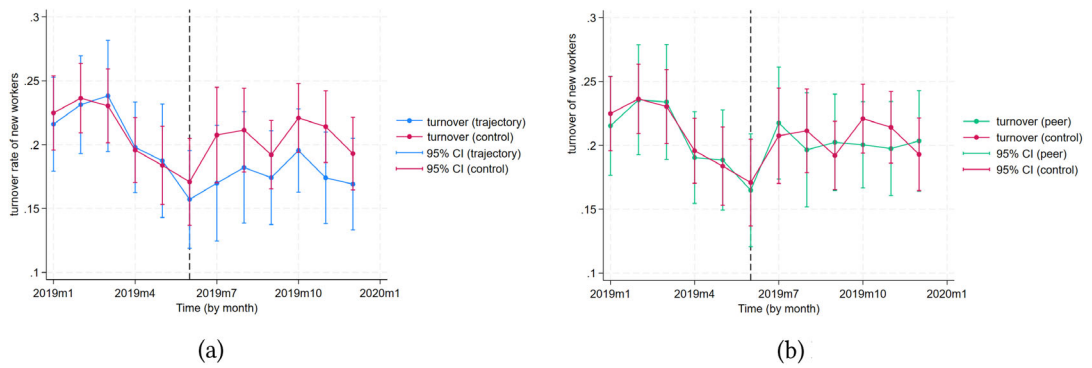 .3
.25
.2
.15
.1
turnover rate of new workers
2019m1
2019m4
2019m7
2019m10
2020m1
Time (by month)
turnover (trajectory)
turnover (control)
95% CI (trajectory)
95% CI (control)
(a)
.3
.25
.2
.15
.1
turnover of new workers
2019m1
2019m4
2019m7
2019m10
2020m1
Time (by month)
turnover (peer)
turnover (control)
95% CI (peer)
95% CI (control)
(b)